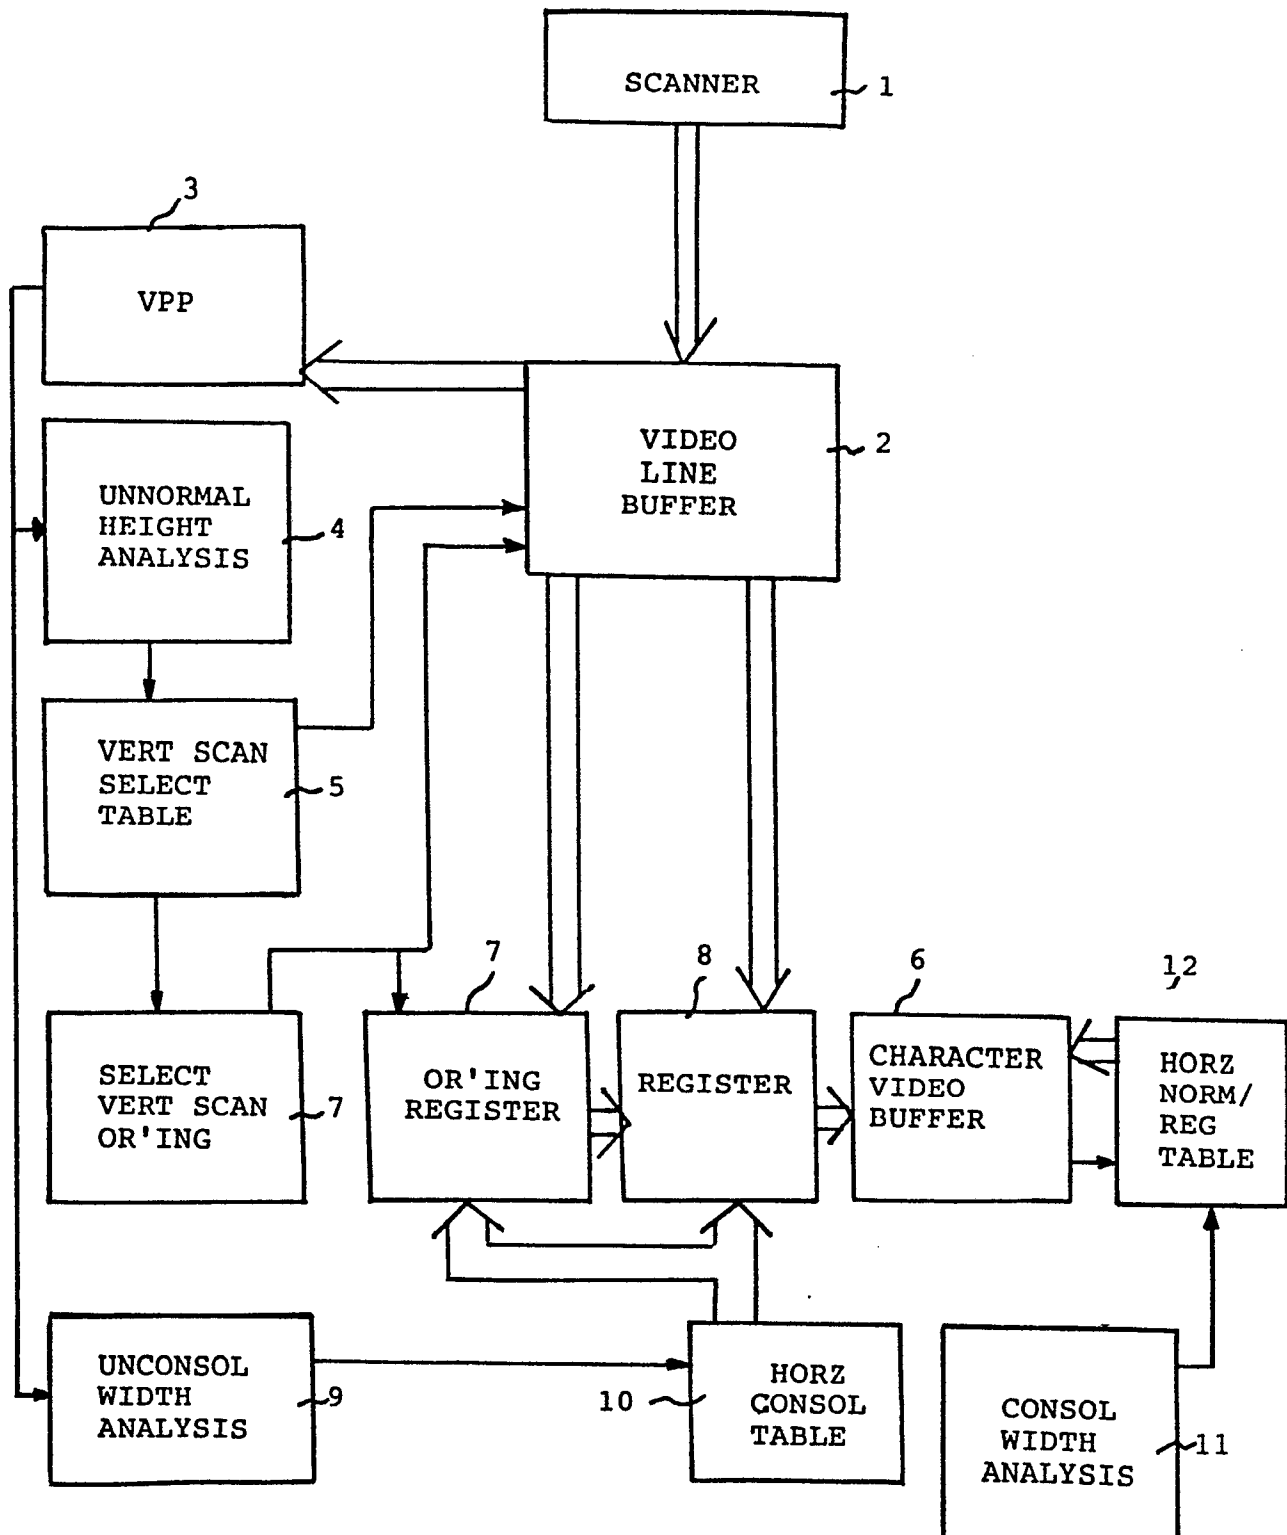 SCANNER
1
3
VPP
VIDEO
LINE
BUFFER
2
UNNORMAL
HEIGHT
ANALYSIS
4
VERT SCAN
SELECT
TABLE
5
SELECT
VERT SCAN
OR'ING
7
7
OR'ING
REGISTER
8
REGISTER
6
CHARACTER
VIDEO
BUFFER
12
HORZ
NORM/
REG
TABLE
UNCONSOL
WIDTH
ANALYSIS
9
10
HORZ
CONSOL
TABLE
CONSOL
WIDTH
ANALYSIS
11